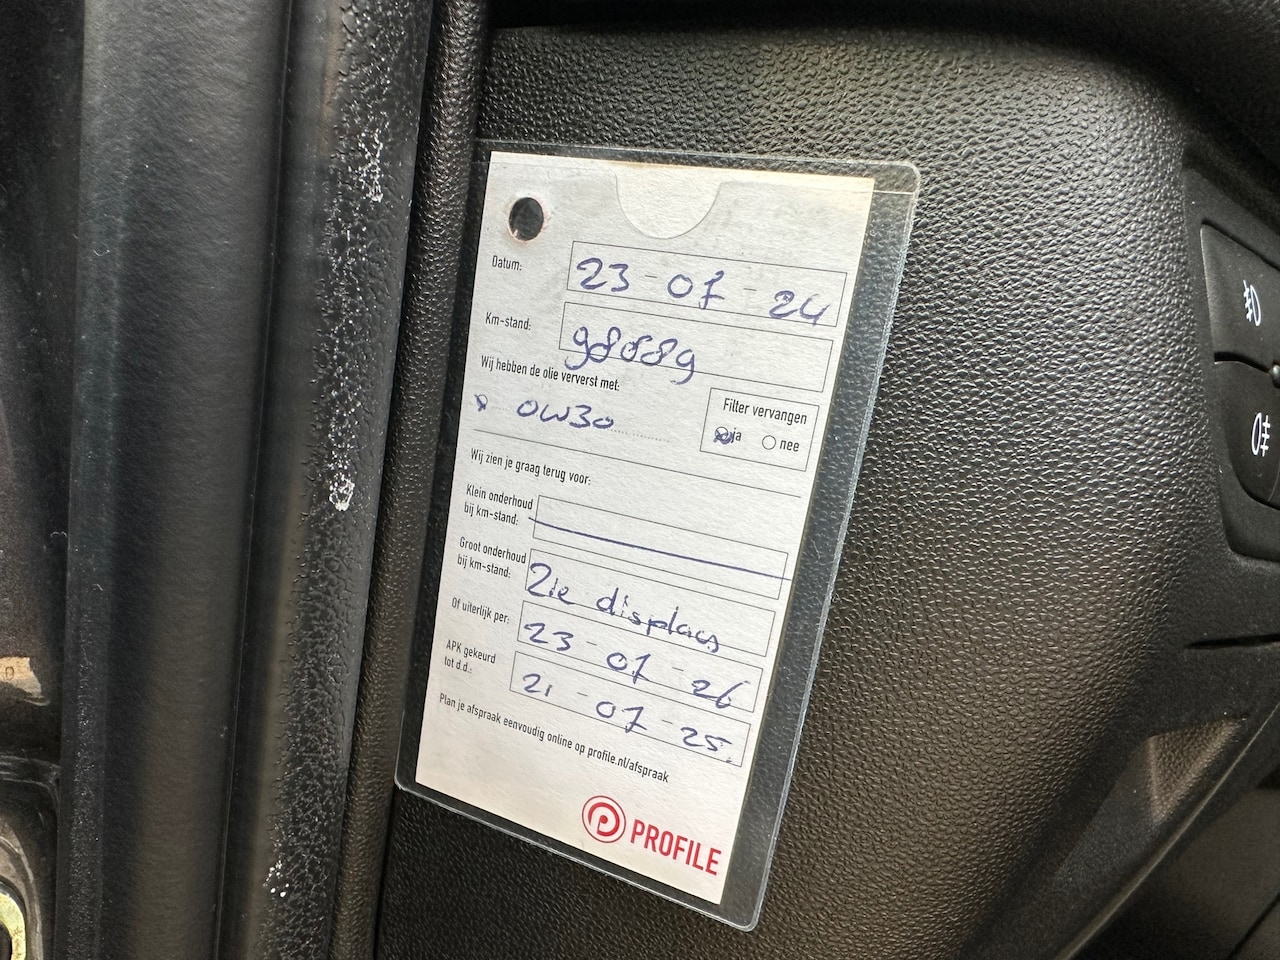 Datum: 23-07-24
Km-stand: 98689
Wij hebben de olie ververst met:
0W30
Filter vervangen
ja nee
Wij zien je graag terug voor:
Klein onderhoud
bij km-stand:
Groot onderhoud
bij km-stand: Zie displays
Of uiterlijk per: 23-07-26
APK gekeurd
tot d.d.: 21-07-25
Plan je afspraak eenvoudig online op profile.nl/afspraak
PROFILE